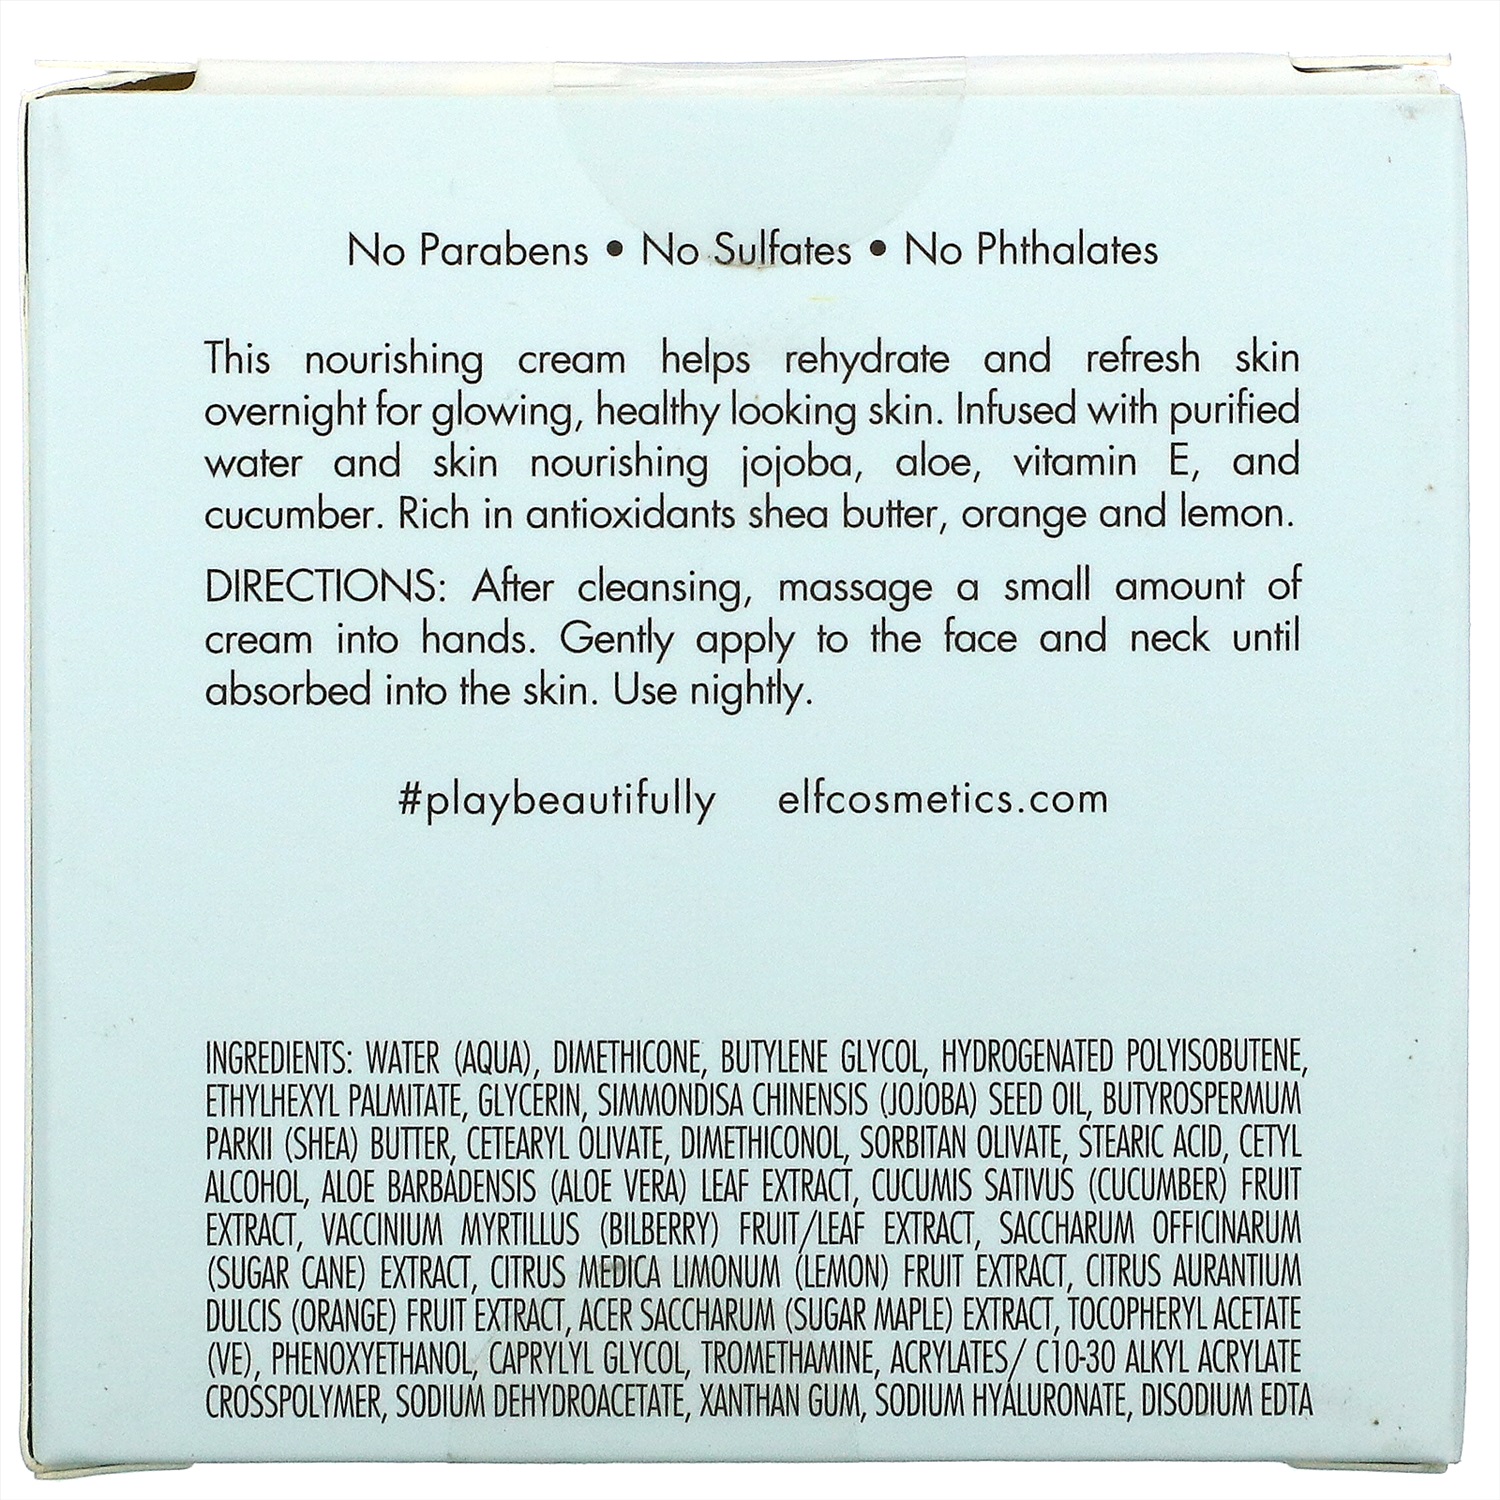 No Parabens • No Sulfates • No Phthalates
This nourishing cream helps rehydrate and refresh skin
overnight for glowing, healthy looking skin. Infused with purified
water and skin nourishing jojoba, aloe, vitamin E, and
cucumber. Rich in antioxidants shea butter, orange and lemon.
DIRECTIONS: After cleansing, massage a small amount of
cream into hands. Gently apply to the face and neck until
absorbed into the skin. Use nightly.
#playbeautifully elfcosmetics.com
INGREDIENTS: WATER (AQUA), DIMETHICONE, BUTYLENE GLYCOL, HYDROGENATED POLYISOBUTENE,
ETHYLHEXYL PALMITATE, GLYCERIN, SIMMONDISA CHINENSIS (JOJOBA) SEED OIL, BUTYROSPERMUM
PARKII (SHEA) BUTTER, CETEARYL OLIVATE, DIMETHICONOL, SORBITAN OLIVATE, STEARIC ACID, CETYL
ALCOHOL, ALOE BARBADENSIS (ALOE VERA) LEAF EXTRACT, CUCUMIS SATIVUS (CUCUMBER) FRUIT
EXTRACT, VACCINIUM MYRTILLUS (BILBERRY) FRUIT/LEAF EXTRACT, SACCHARUM OFFICINARUM
(SUGAR CANE) EXTRACT, CITRUS MEDICA LIMONUM (LEMON) FRUIT EXTRACT, CITRUS AURANTIUM
DULCIS (ORANGE) FRUIT EXTRACT, ACER SACCHARUM (SUGAR MAPLE) EXTRACT, TOCOPHERYL ACETATE
(VE), PHENOXYETHANOL, CAPRYLYL GLYCOL, TROMETHAMINE, ACRYLATES/ C10-30 ALKYL ACRYLATE
CROSSPOLYMER, SODIUM DEHYDROACETATE, XANTHAN GUM, SODIUM HYALURONATE, DISODIUM EDTA